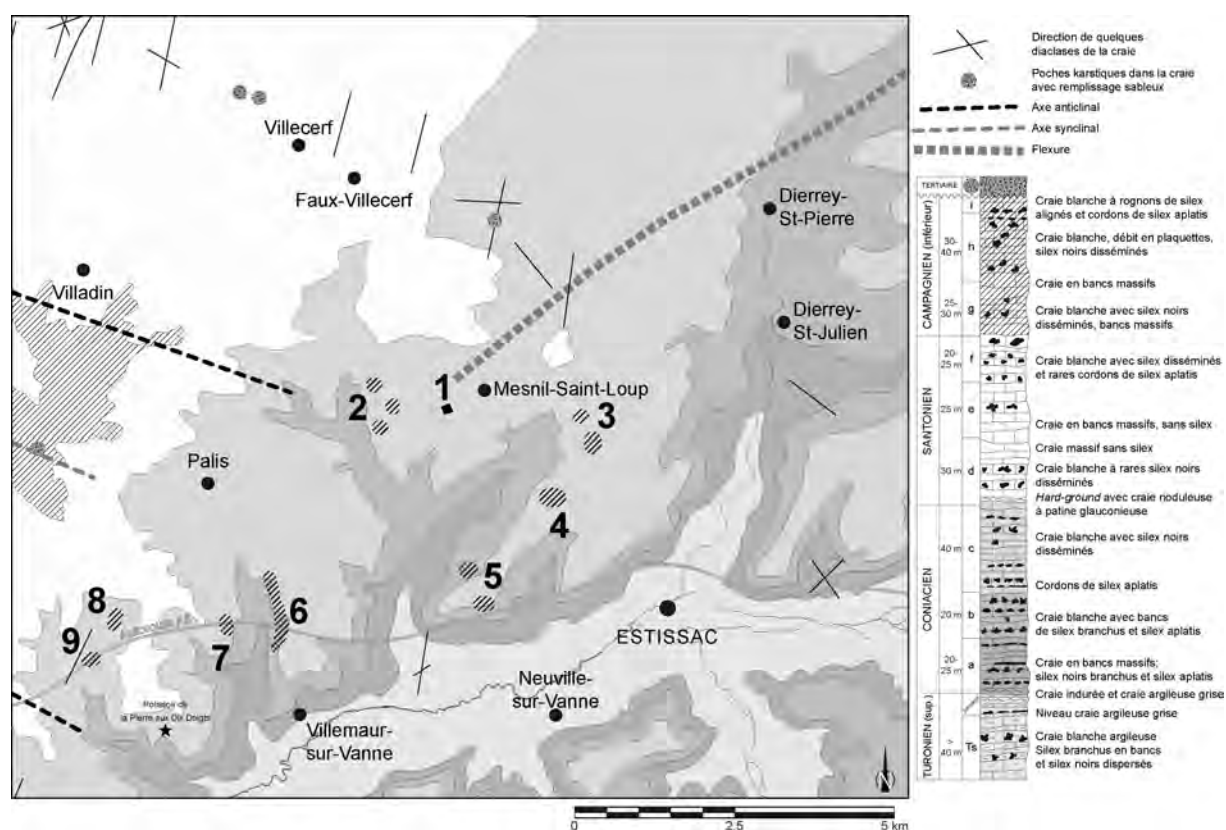 Villecerf
Faux-Villecerf
Villadin
Dierrey-
St-Pierre
Dierrey-
St-Julien
1
Mesnil-Saint-Loup
2
3
Palis
4
5
6
7
8
9
Autoroute A5
ESTISSAC
Neuville-
sur-Vanne
Villemaur-
sur-Vanne
la Pierre aux Dix Doigts
N
0 2.5 5 km
Direction de quelques
diaclases de la craie
Poches karstiques dans la craie
avec remplissage sableux
Axe anticlinal
Axe synclinal
Flexure
TERTIAIRE
CAMPAGNIEN (inférieur)
i
Craie blanche à rognons de silex
alignés et cordons de silex aplatis
30-
40 m
h
Craie blanche, débit en plaquettes,
silex noirs disséminés
Craie en bancs massifs
25-
30 m
g
Craie blanche avec silex noirs
disséminés, bancs massifs
SANTONIEN
20-
25 m
f
Craie blanche avec silex disséminés
et rares cordons de silex aplatis
25 m
e
Craie en bancs massifs, sans silex
Craie massif sans silex
30 m
d
Craie blanche à rares silex noirs
disséminés
Hard-ground avec craie noduleuse
à patine glauconieuse
CONIACIEN
40 m
c
Craie blanche avec silex noirs
disséminés
Cordons de silex aplatis
20 m
b
Craie blanche avec bancs
de silex branchus et silex aplatis
20-
25 m
a
Craie en bancs massifs;
silex noirs branchus et silex aplatis
Craie indurée et craie argileuse grise
TURONIEN (sup.)
Niveau craie argileuse grise
>
40 m
Ts
Craie blanche argileuse
Silex branchus en bancs
et silex noirs dispersés